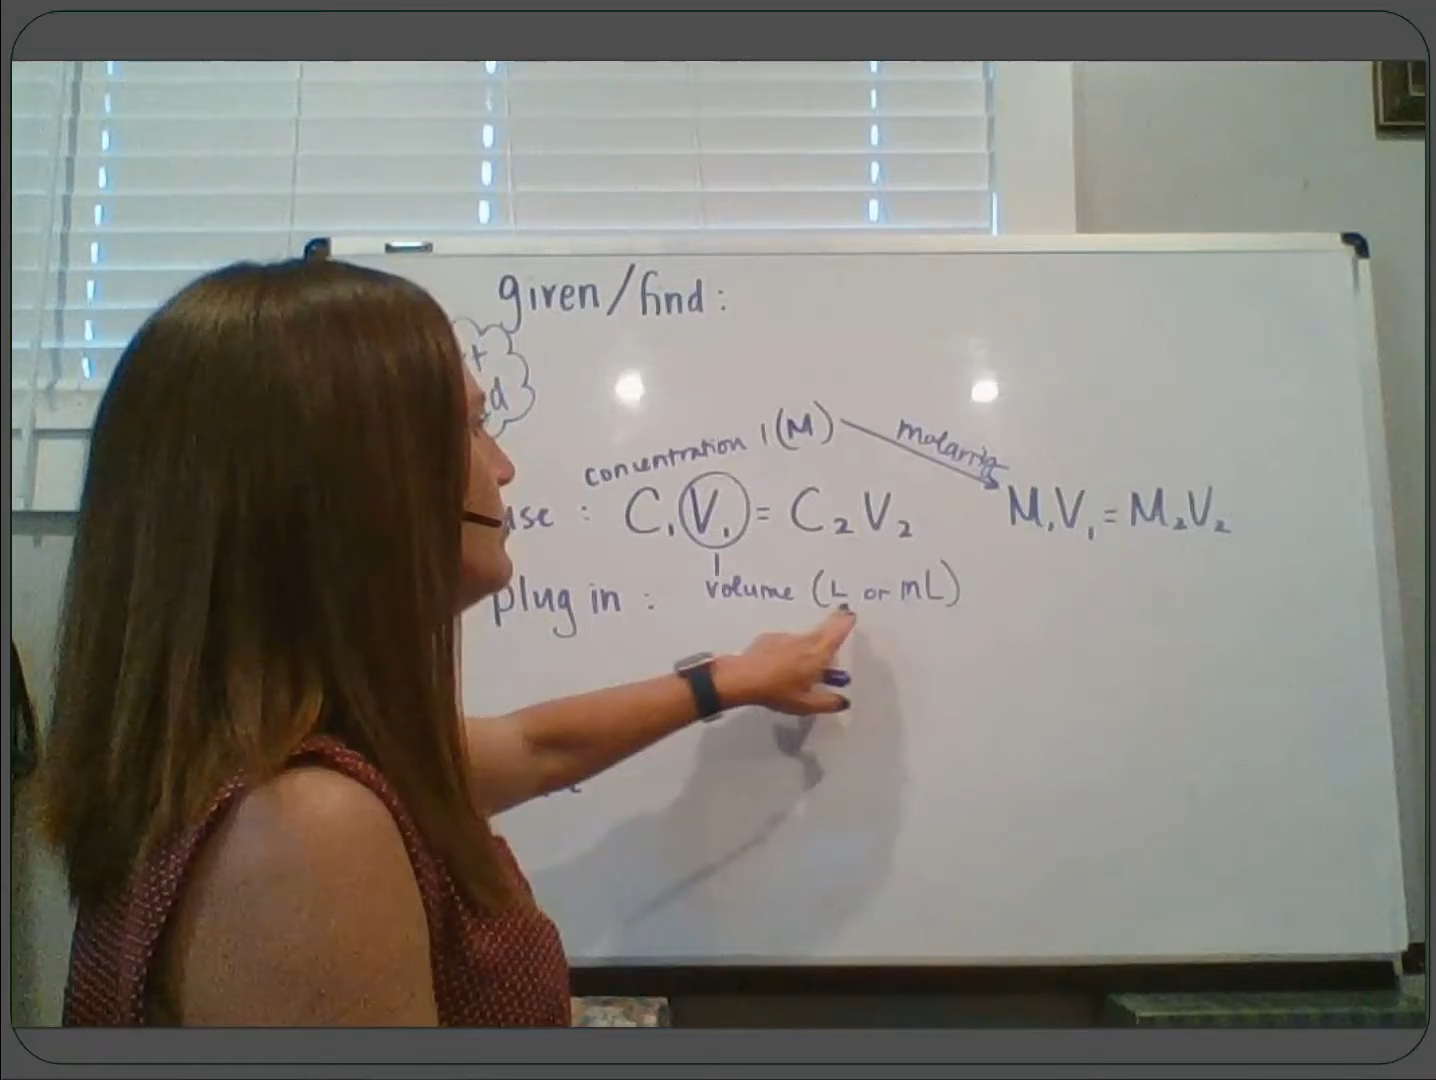 given/find:
concentration 1 (M)
molarity
: C₁V₁ = C₂V₂
M₁V₁ = M₂V₂
plug in :
volume (L or mL)